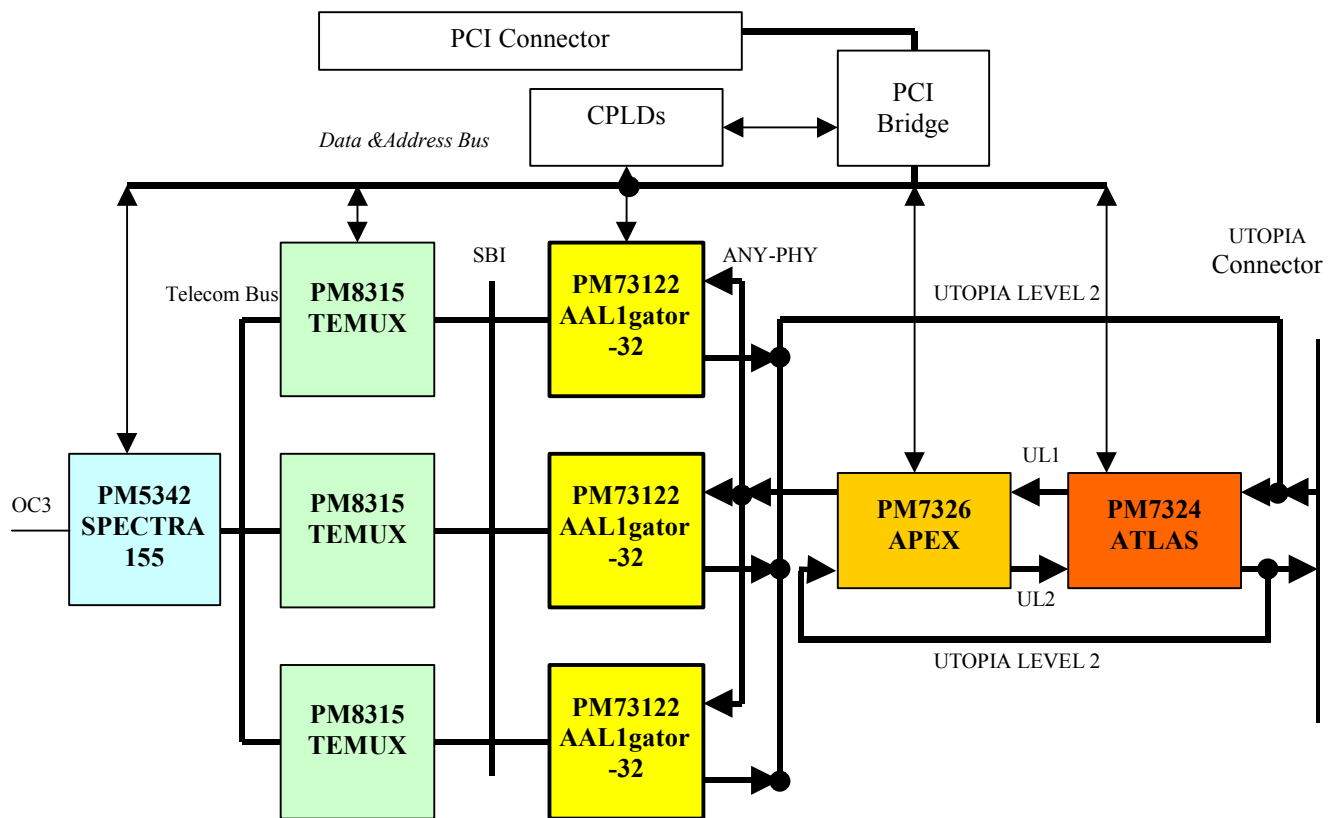 PCI Connector
PCI
Bridge
CPLDs
Data &Address Bus
UTOPIA
Connector
SBI
ANY-PHY
Telecom Bus
UTOPIA LEVEL 2
PM8315
TEMUX
PM73122
AAL1gator
-32
OC3
PM5342
SPECTRA
155
PM8315
TEMUX
PM73122
AAL1gator
-32
UL1
PM7326
APEX
PM7324
ATLAS
UL2
UTOPIA LEVEL 2
PM8315
TEMUX
PM73122
AAL1gator
-32